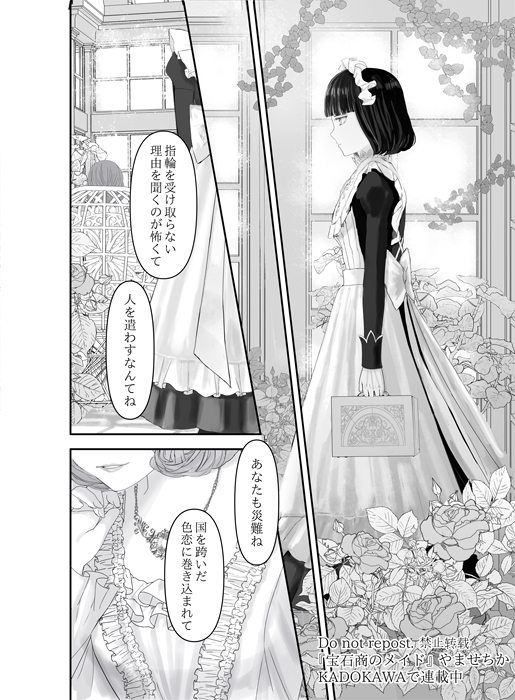 指輪を受け取らない
理由を聞くのが怖くて
人を遣わすなんてね
あなたも災難ね
国を跨いだ
色恋に巻き込まれて
Do not repost. 禁止转载
『宝石商のメイド』やませちか
KADOKAWAで連載中